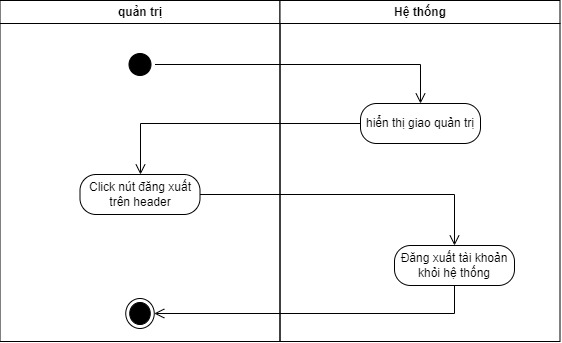 quản trị
Hệ thống
hiển thị giao quản trị
Click nút đăng xuất
trên header
Đăng xuất tài khoản
khỏi hệ thống